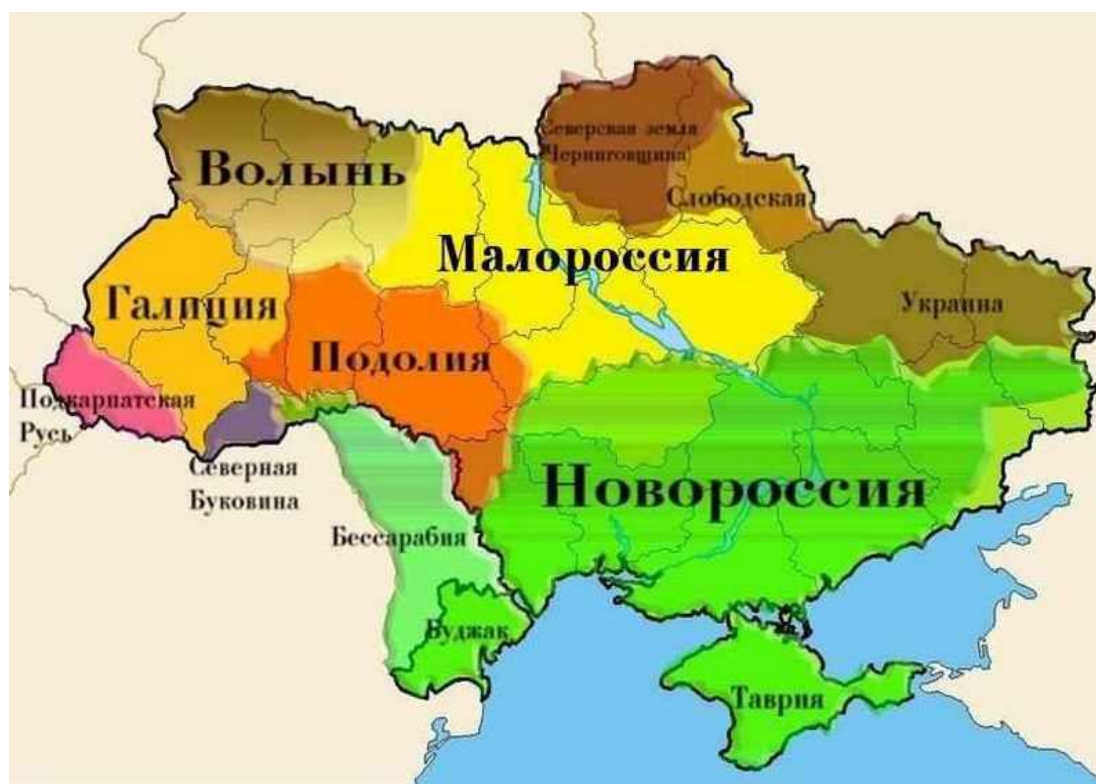 Северская земля
(Черниговщина)
Волынь
Слободская
Малороссия
Галиция
Украина
Подолия
Подкарпатская
Русь
Северная
Буковина
Новороссия
Бессарабия
Буджак
Таврия